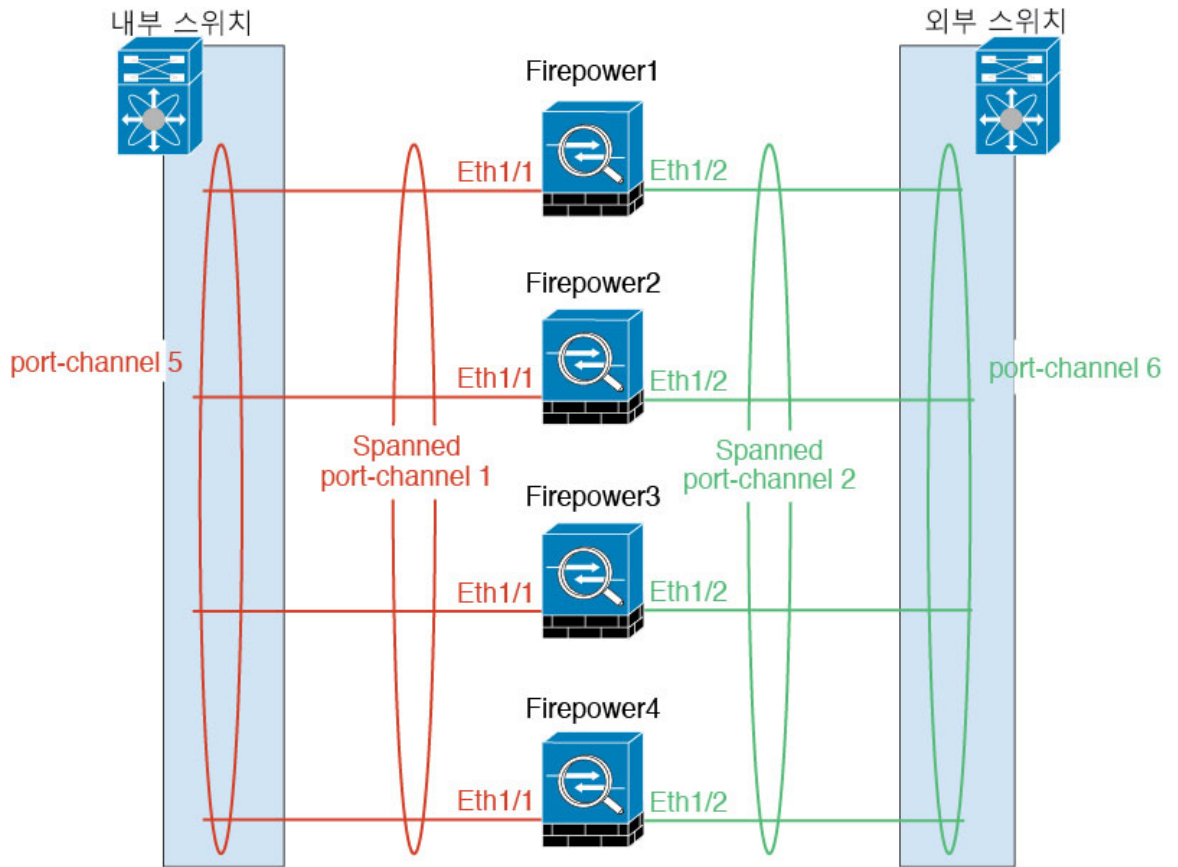 내부 스위치
외부 스위치
Firepower1
Eth1/1
Eth1/2
Firepower2
port-channel 5
Eth1/1
Eth1/2
port-channel 6
Spanned
port-channel 1
Spanned
port-channel 2
Firepower3
Eth1/1
Eth1/2
Firepower4
Eth1/1
Eth1/2